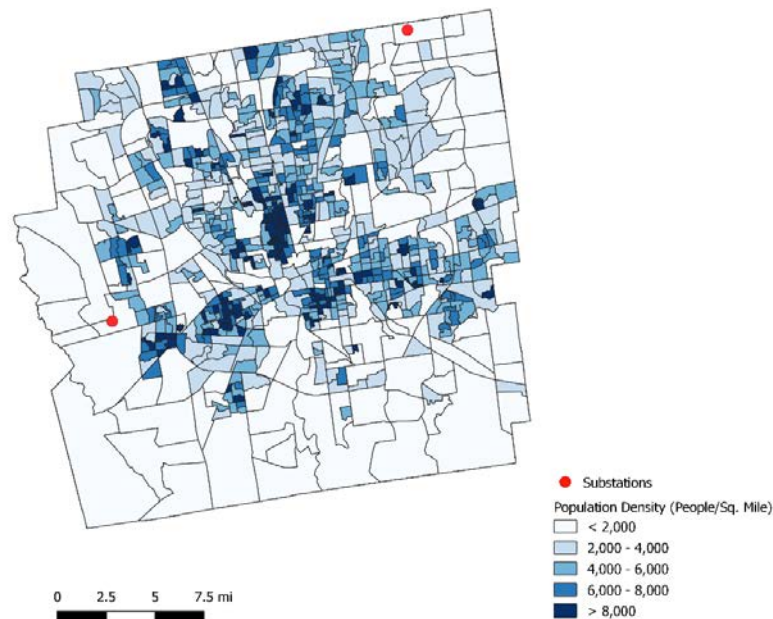 Substations
Population Density (People/Sq. Mile)
< 2,000
2,000 - 4,000
4,000 - 6,000
6,000 - 8,000
> 8,000
0 2.5 5 7.5 mi